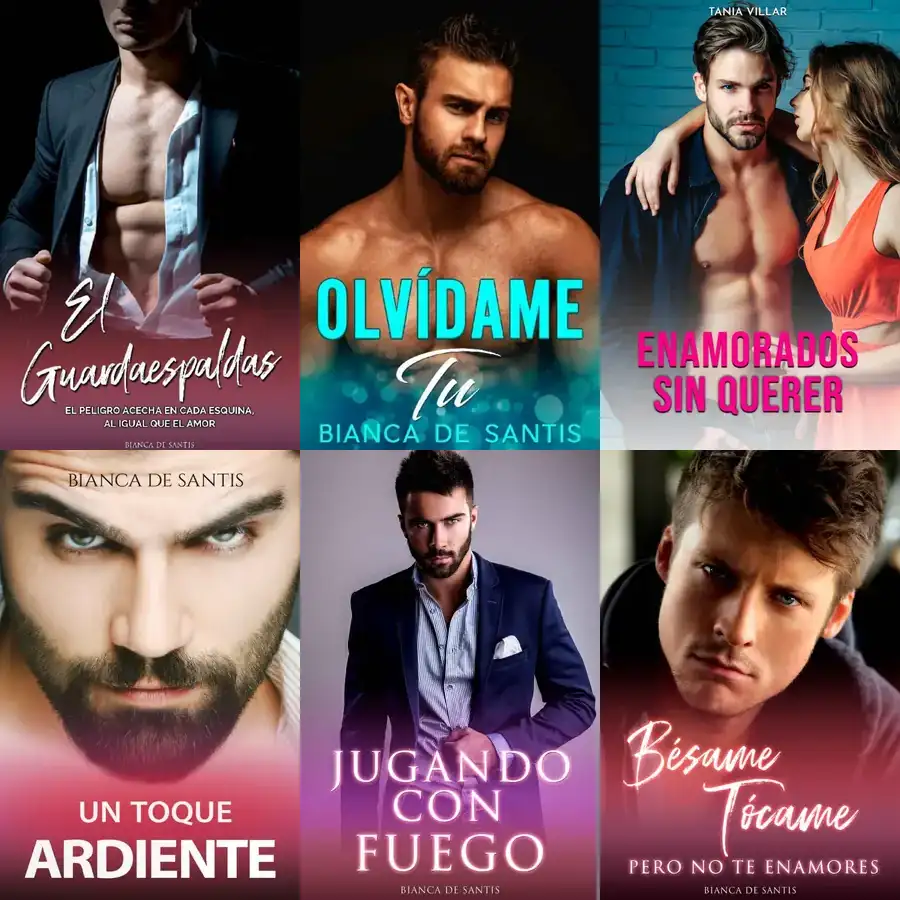 El
Guardaespaldas
EL PELIGRO ACECHA EN CADA ESQUINA,
AL IGUAL QUE EL AMOR
BIANCA DE SANTIS
OLVÍDAME
Tu
BIANCA DE SANTIS
TANIA VILLAR
ENAMORADOS
SIN QUERER
BIANCA DE SANTIS
UN TOQUE
ARDIENTE
JUGANDO
CON
FUEGO
BIANCA DE SANTIS
Bésame
Tócame
PERO NO TE ENAMORES
BIANCA DE SANTIS